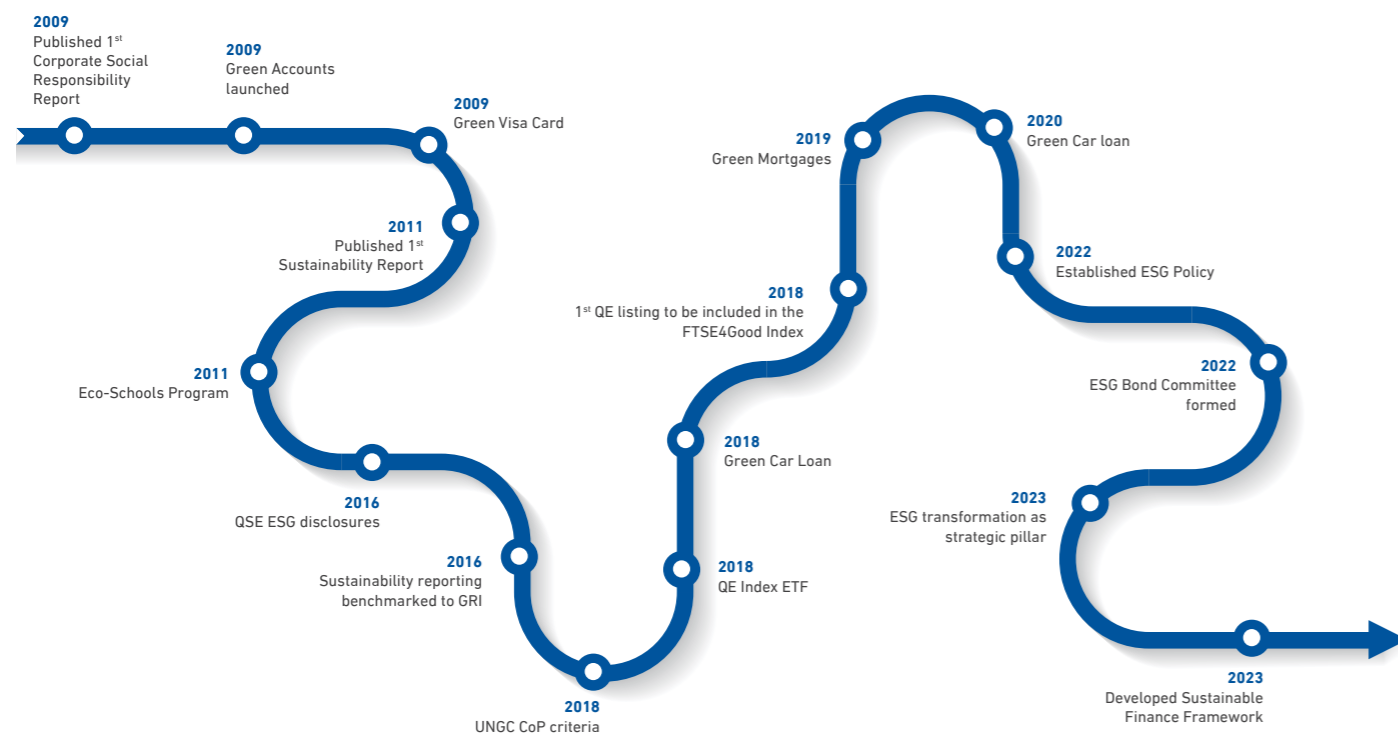 2009
Published 1st
Corporate Social
Responsibility
Report
2009
Green Accounts
launched
2009
Green Visa Card
2011
Published 1st
Sustainability Report
2011
Eco-Schools Program
2016
QSE ESG disclosures
2016
Sustainability reporting
benchmarked to GRI
2018
UNGC CoP criteria
2018
QE Index ETF
2018
Green Car Loan
2018
1st QE listing to be included in the
FTSE4Good Index
2019
Green Mortgages
2020
Green Car loan
2022
Established ESG Policy
2022
ESG Bond Committee
formed
2023
ESG transformation as
strategic pillar
2023
Developed Sustainable
Finance Framework